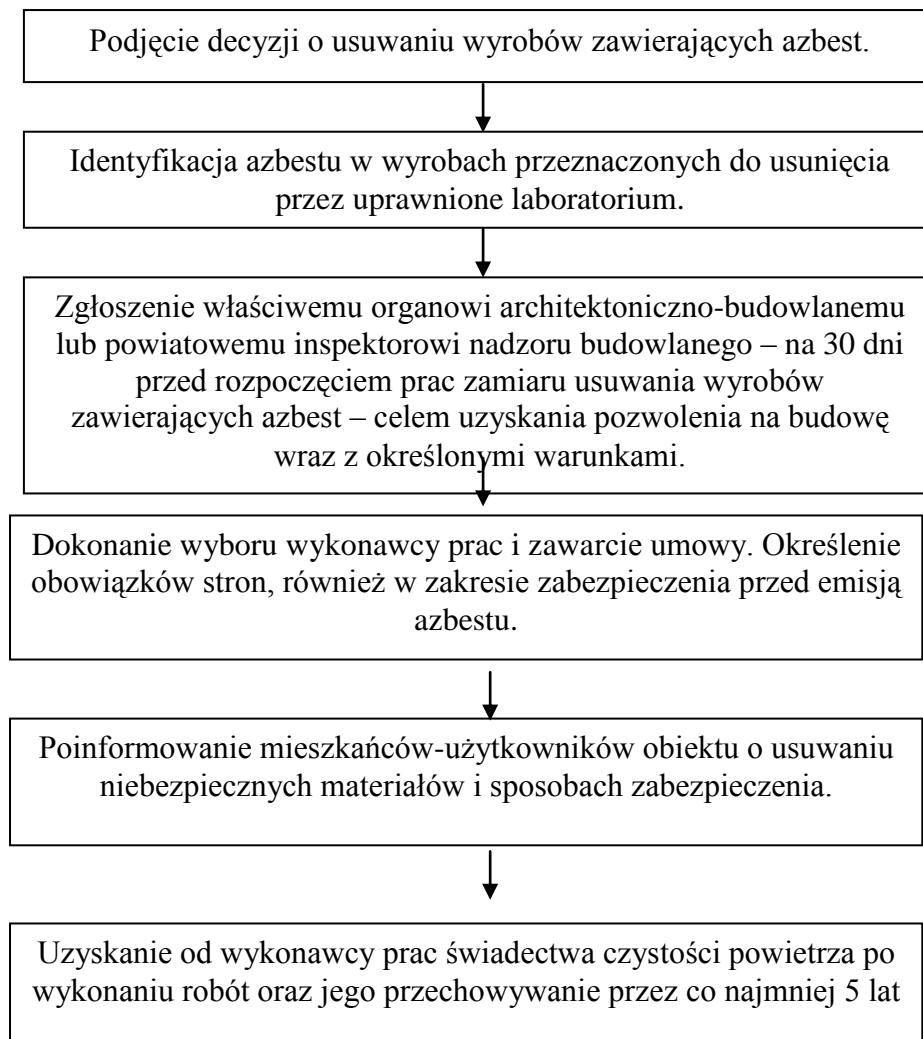 Podjęcie decyzji o usuwaniu wyrobów zawierających azbest.
Identyfikacja azbestu w wyrobach przeznaczonych do usunięcia
przez uprawnione laboratorium.
Zgłoszenie właściwemu organowi architektoniczno-budowlanemu
lub powiatowemu inspektorowi nadzoru budowlanego – na 30 dni
przed rozpoczęciem prac zamiaru usuwania wyrobów
zawierających azbest – celem uzyskania pozwolenia na budowę
wraz z określonymi warunkami.
Dokonanie wyboru wykonawcy prac i zawarcie umowy. Określenie
obowiązków stron, również w zakresie zabezpieczenia przed emisją
azbestu.
Poinformowanie mieszkańców-użytkowników obiektu o usuwaniu
niebezpiecznych materiałów i sposobach zabezpieczenia.
Uzyskanie od wykonawcy prac świadectwa czystości powietrza po
wykonaniu robót oraz jego przechowywanie przez co najmniej 5 lat